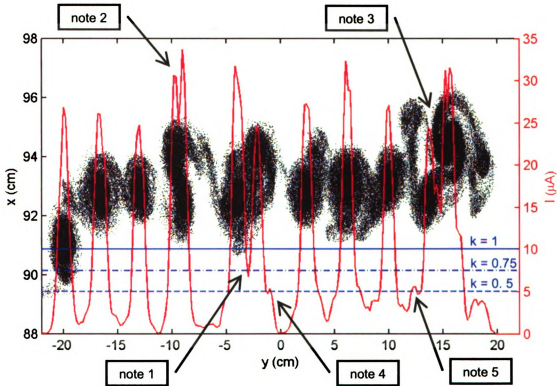 note 2
note 3
98
96
94
92
90
88
x (cm)
35
30
25
20
15
10
5
0
I (µA)
k = 1
k = 0.75
k = 0.5
-20
-15
-10
-5
0
5
10
15
20
y (cm)
note 1
note 4
note 5